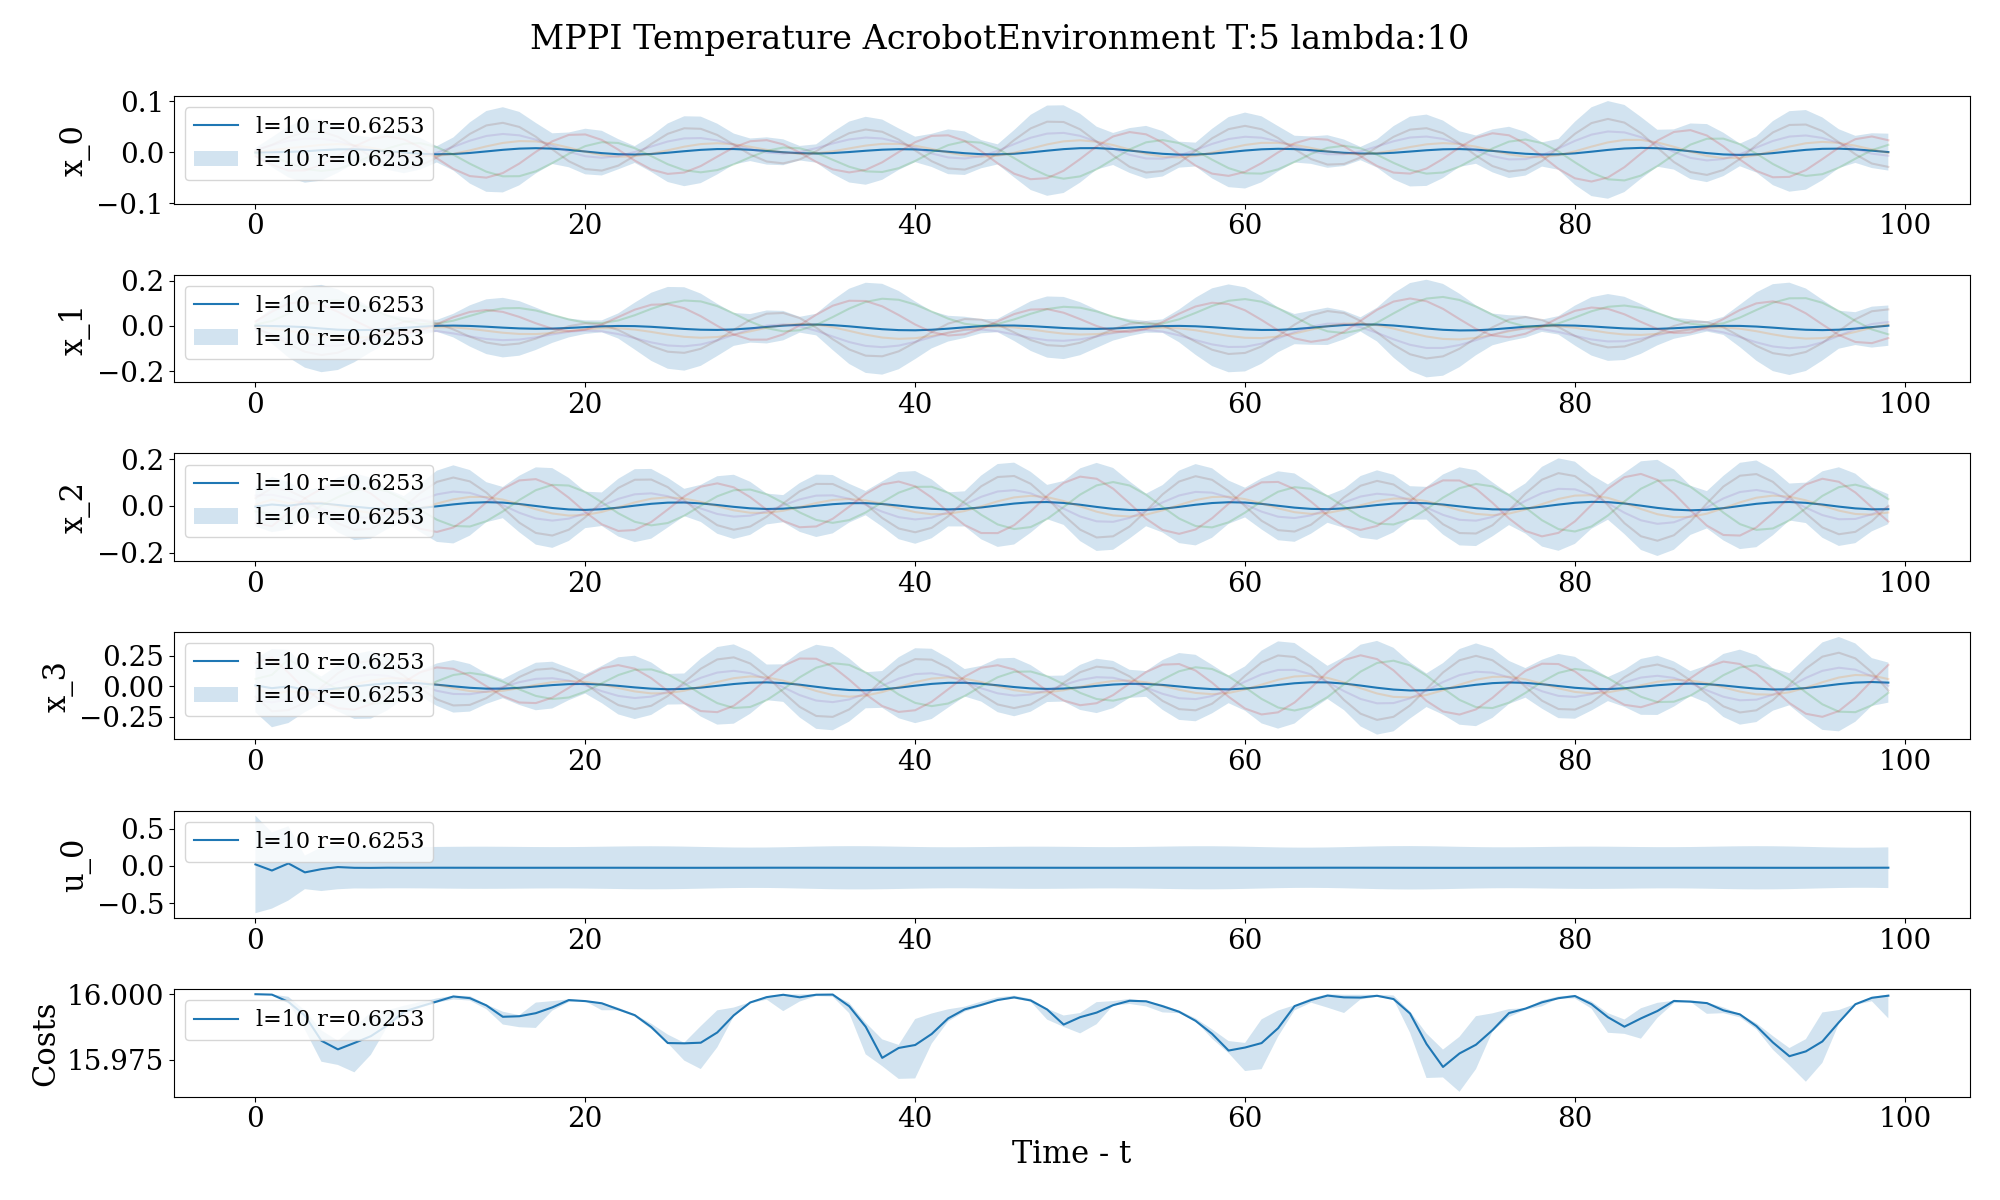 MPPI Temperature AcrobotEnvironment T:5 lambda:10
x_0
0.1
0.0
−0.1
l=10 r=0.6253
l=10 r=0.6253
0 20 40 60 80 100
x_1
0.2
0.0
−0.2
l=10 r=0.6253
l=10 r=0.6253
0 20 40 60 80 100
x_2
0.2
0.0
−0.2
l=10 r=0.6253
l=10 r=0.6253
0 20 40 60 80 100
x_3
0.25
0.00
−0.25
l=10 r=0.6253
l=10 r=0.6253
0 20 40 60 80 100
u_0
0.5
0.0
−0.5
l=10 r=0.6253
0 20 40 60 80 100
Costs
16.000
15.975
l=10 r=0.6253
0 20 40 60 80 100
Time - t